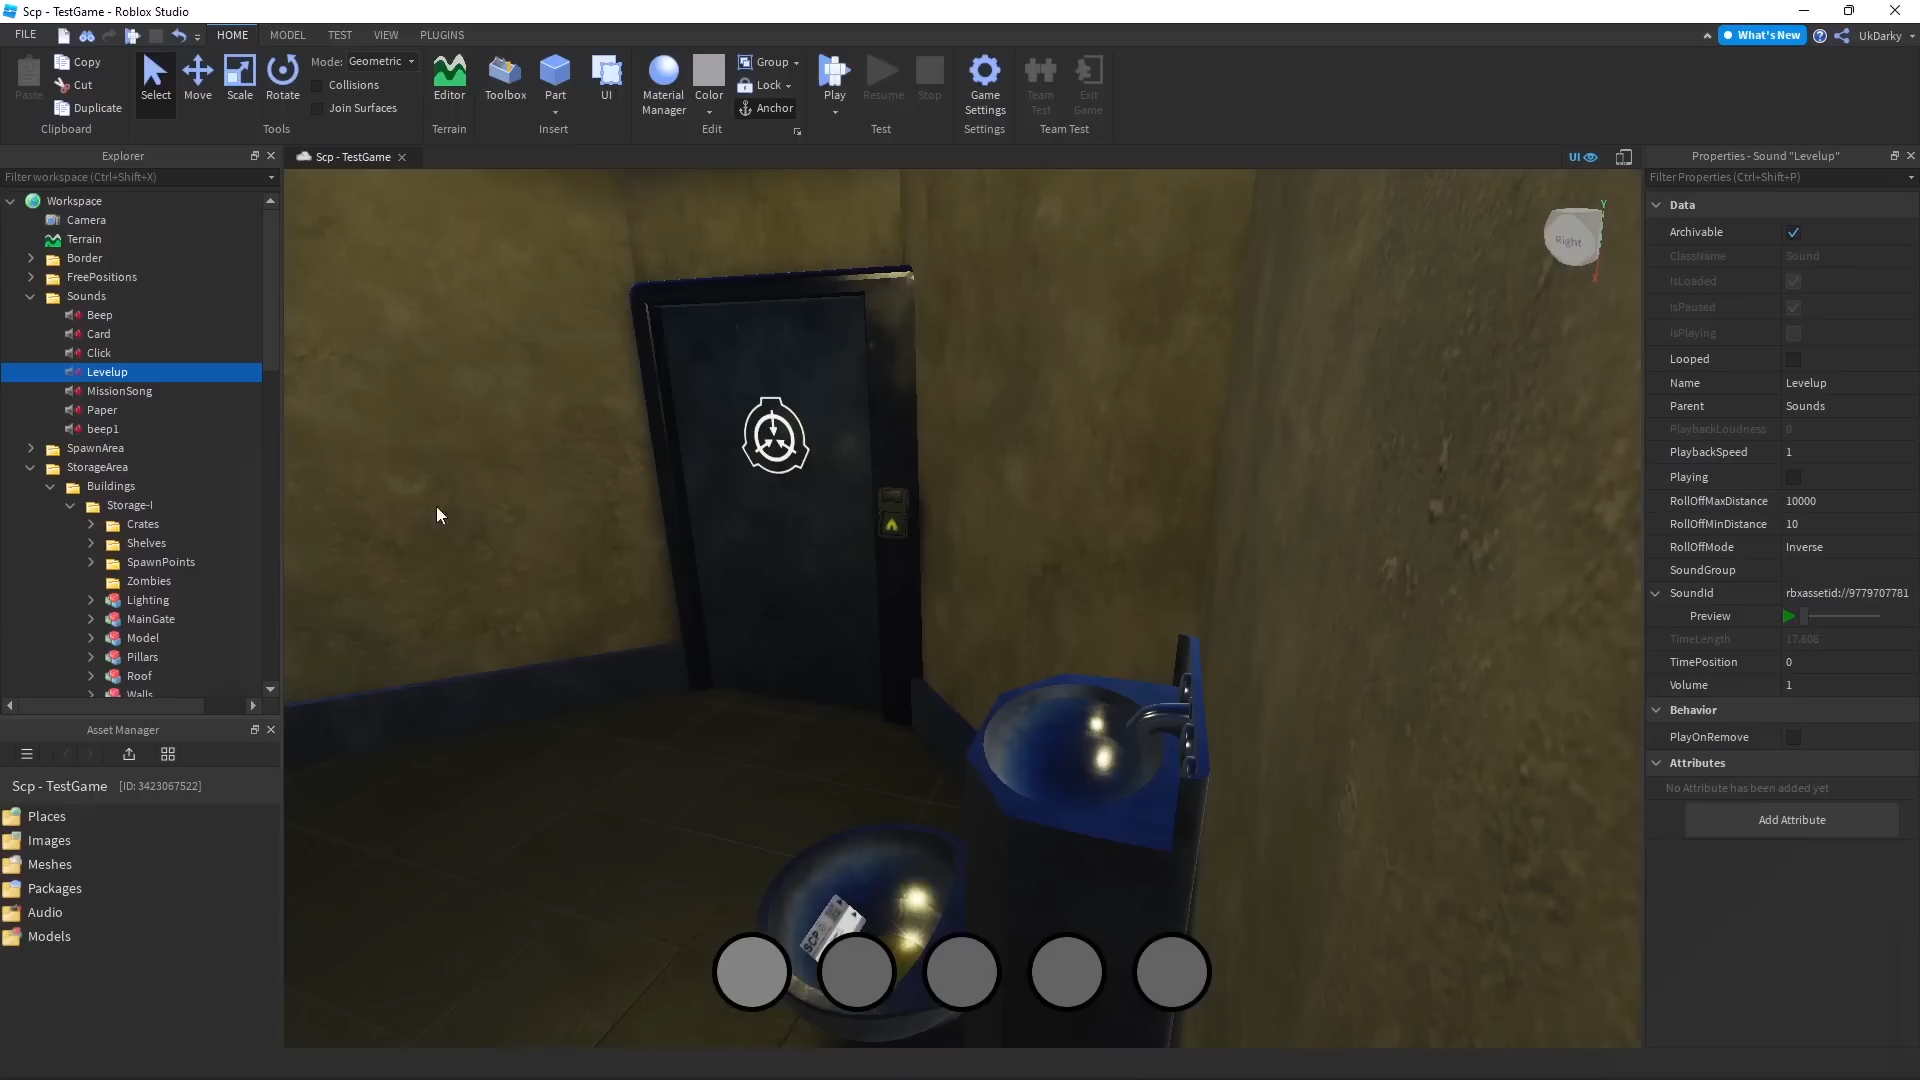 Scp - TestGame - Roblox Studio
FILE
HOME
MODEL
TEST
VIEW
PLUGINS
What's New
UkDarky
Paste
Copy
Cut
Duplicate
Clipboard
Select
Move
Scale
Rotate
Mode: Geometric
Collisions
Join Surfaces
Tools
Editor
Terrain
Toolbox
Part
UI
Insert
Material
Manager
Color
Group
Lock
Anchor
Edit
Play
Resume
Stop
Test
Game
Settings
Settings
Team
Test
Exit
Game
Team Test
Explorer
Filter workspace (Ctrl+Shift+X)
Workspace
Camera
Terrain
Border
FreePositions
Sounds
Beep
Card
Click
Levelup
MissionSong
Paper
beep1
SpawnArea
StorageArea
Buildings
Storage-I
Crates
Shelves
SpawnPoints
Zombies
Lighting
MainGate
Model
Pillars
Roof
Walls
Asset Manager
Scp - TestGame [ID: 3423067522]
Places
Images
Meshes
Packages
Audio
Models
Scp - TestGame
UI
Right
Y
X
SCP
Properties - Sound "Levelup"
Filter Properties (Ctrl+Shift+P)
Data
Archivable
ClassName Sound
IsLoaded
IsPaused
IsPlaying
Looped
Name Levelup
Parent Sounds
PlaybackLoudness 0
PlaybackSpeed 1
Playing
RollOffMaxDistance 10000
RollOffMinDistance 10
RollOffMode Inverse
SoundGroup
SoundId rbxassetid://9779707781
Preview
TimeLength 17.606
TimePosition 0
Volume 1
Behavior
PlayOnRemove
Attributes
No Attribute has been added yet
Add Attribute